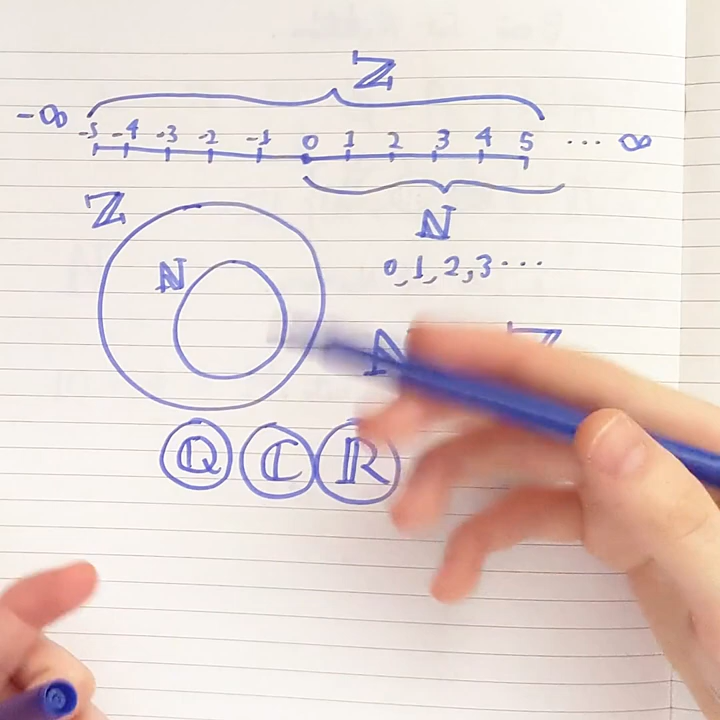 ℤ
-∞ -5 -4 -3 -2 -1 0 1 2 3 4 5 ... ∞
ℤ
ℕ
ℕ
0,1,2,3...
ℕ ℤ
ℚ ℂ ℝ